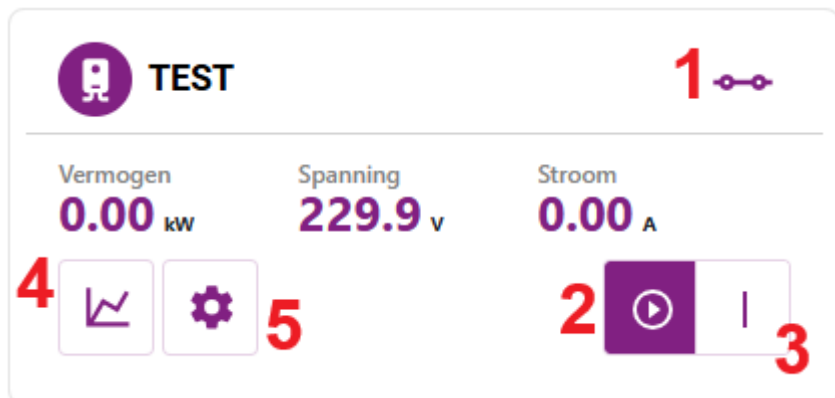 TEST
1
Vermogen Spanning Stroom
0.00 kW 229.9 V 0.00 A
4 5 2 3